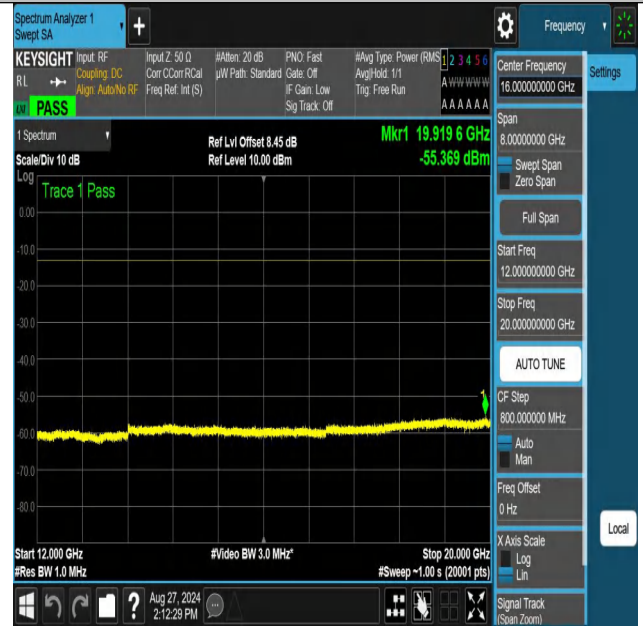 Spectrum Analyzer 1
Swept SA
+
Frequency
KEYSIGHT
RL
LXI
PASS
Input: RF
Coupling: DC
Align: Auto/No RF
Input Z: 50 Ω
Corr CCorr RCal
Freq Ref: Int (S)
#Atten: 20 dB
µW Path: Standard
PNO: Fast
Gate: Off
IF Gain: Low
Sig Track: Off
#Avg Type: Power (RMS
Avg|Hold: 1/1
Trig: Free Run
1 2 3 4 5 6
A W W W W W
A A A A A A
Center Frequency
16.000000000 GHz
Settings
1 Spectrum
Scale/Div 10 dB
Ref Lvl Offset 8.45 dB
Ref Level 10.00 dBm
Mkr1 19.919 6 GHz
-55.369 dBm
Span
8.00000000 GHz
Swept Span
Zero Span
Full Span
Start Freq
12.000000000 GHz
Stop Freq
20.000000000 GHz
AUTO TUNE
CF Step
800.000000 MHz
Auto
Man
Freq Offset
0 Hz
X Axis Scale
Log
Lin
Signal Track
(Span Zoom)
Local
Log
Trace 1 Pass
0.00
-10.0
-20.0
-30.0
-40.0
-50.0
-60.0
-70.0
-80.0
1
Start 12.000 GHz
#Res BW 1.0 MHz
#Video BW 3.0 MHz*
Stop 20.000 GHz
#Sweep ~1.00 s (20001 pts)
?
Aug 27, 2024
2:12:29 PM